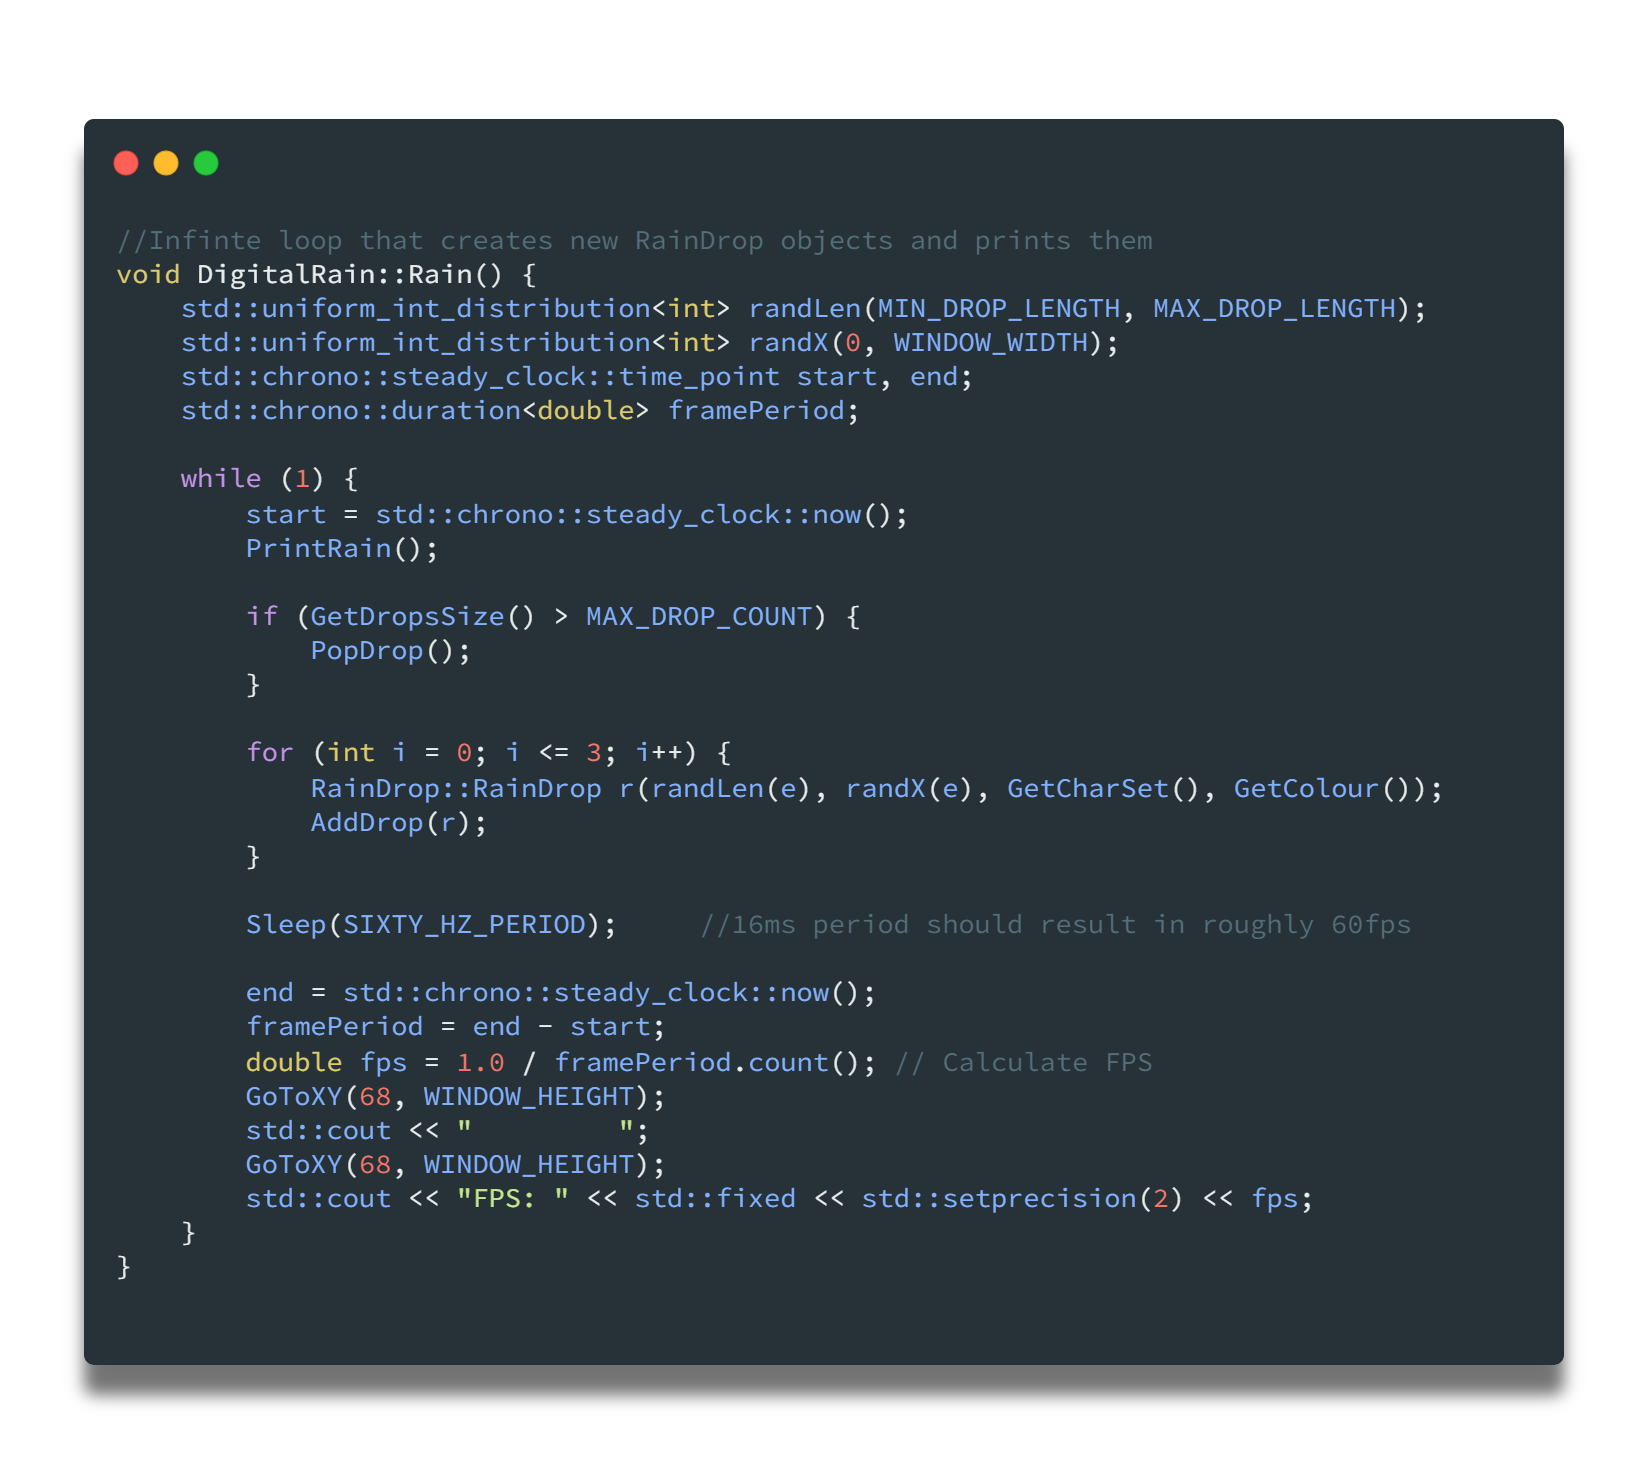 //Infinte loop that creates new RainDrop objects and prints them
void DigitalRain::Rain() {
    std::uniform_int_distribution<int> randLen(MIN_DROP_LENGTH, MAX_DROP_LENGTH);
    std::uniform_int_distribution<int> randX(0, WINDOW_WIDTH);
    std::chrono::steady_clock::time_point start, end;
    std::chrono::duration<double> framePeriod;

    while (1) {
        start = std::chrono::steady_clock::now();
        PrintRain();

        if (GetDropsSize() > MAX_DROP_COUNT) {
            PopDrop();
        }

        for (int i = 0; i <= 3; i++) {
            RainDrop::RainDrop r(randLen(e), randX(e), GetCharSet(), GetColour());
            AddDrop(r);
        }

        Sleep(SIXTY_HZ_PERIOD);     //16ms period should result in roughly 60fps

        end = std::chrono::steady_clock::now();
        framePeriod = end - start;
        double fps = 1.0 / framePeriod.count(); // Calculate FPS
        GoToXY(68, WINDOW_HEIGHT);
        std::cout << "         ";
        GoToXY(68, WINDOW_HEIGHT);
        std::cout << "FPS: " << std::fixed << std::setprecision(2) << fps;
    }
}